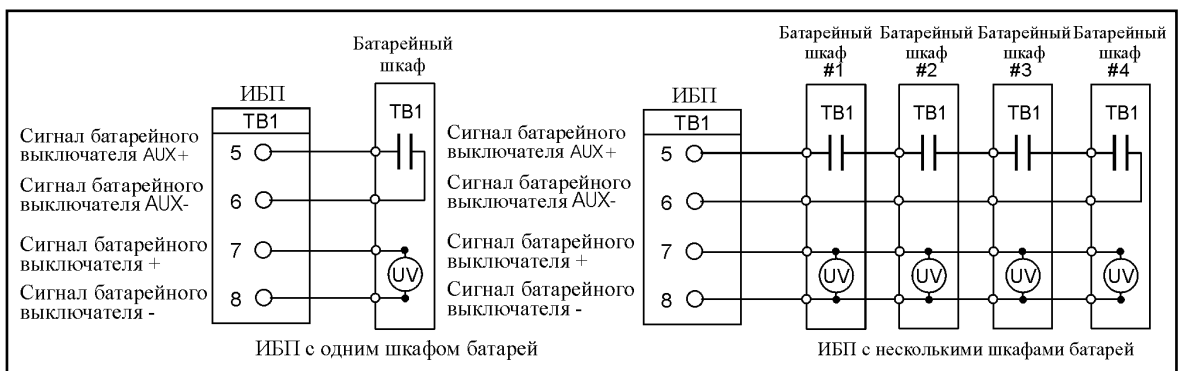 Батарейный
шкаф
ИБП
TB1
TB1
Сигнал батарейного
выключателя AUX+
5
Сигнал батарейного
выключателя AUX-
6
Сигнал батарейного
выключателя +
7
UV
Сигнал батарейного
выключателя -
8
ИБП с одним шкафом батарей
Батарейный
шкаф
#1
Батарейный
шкаф
#2
Батарейный
шкаф
#3
Батарейный
шкаф
#4
ИБП
TB1
TB1
TB1
TB1
TB1
Сигнал батарейного
выключателя AUX+
5
Сигнал батарейного
выключателя AUX-
6
Сигнал батарейного
выключателя +
7
UV
UV
UV
UV
Сигнал батарейного
выключателя -
8
ИБП с несколькими шкафами батарей